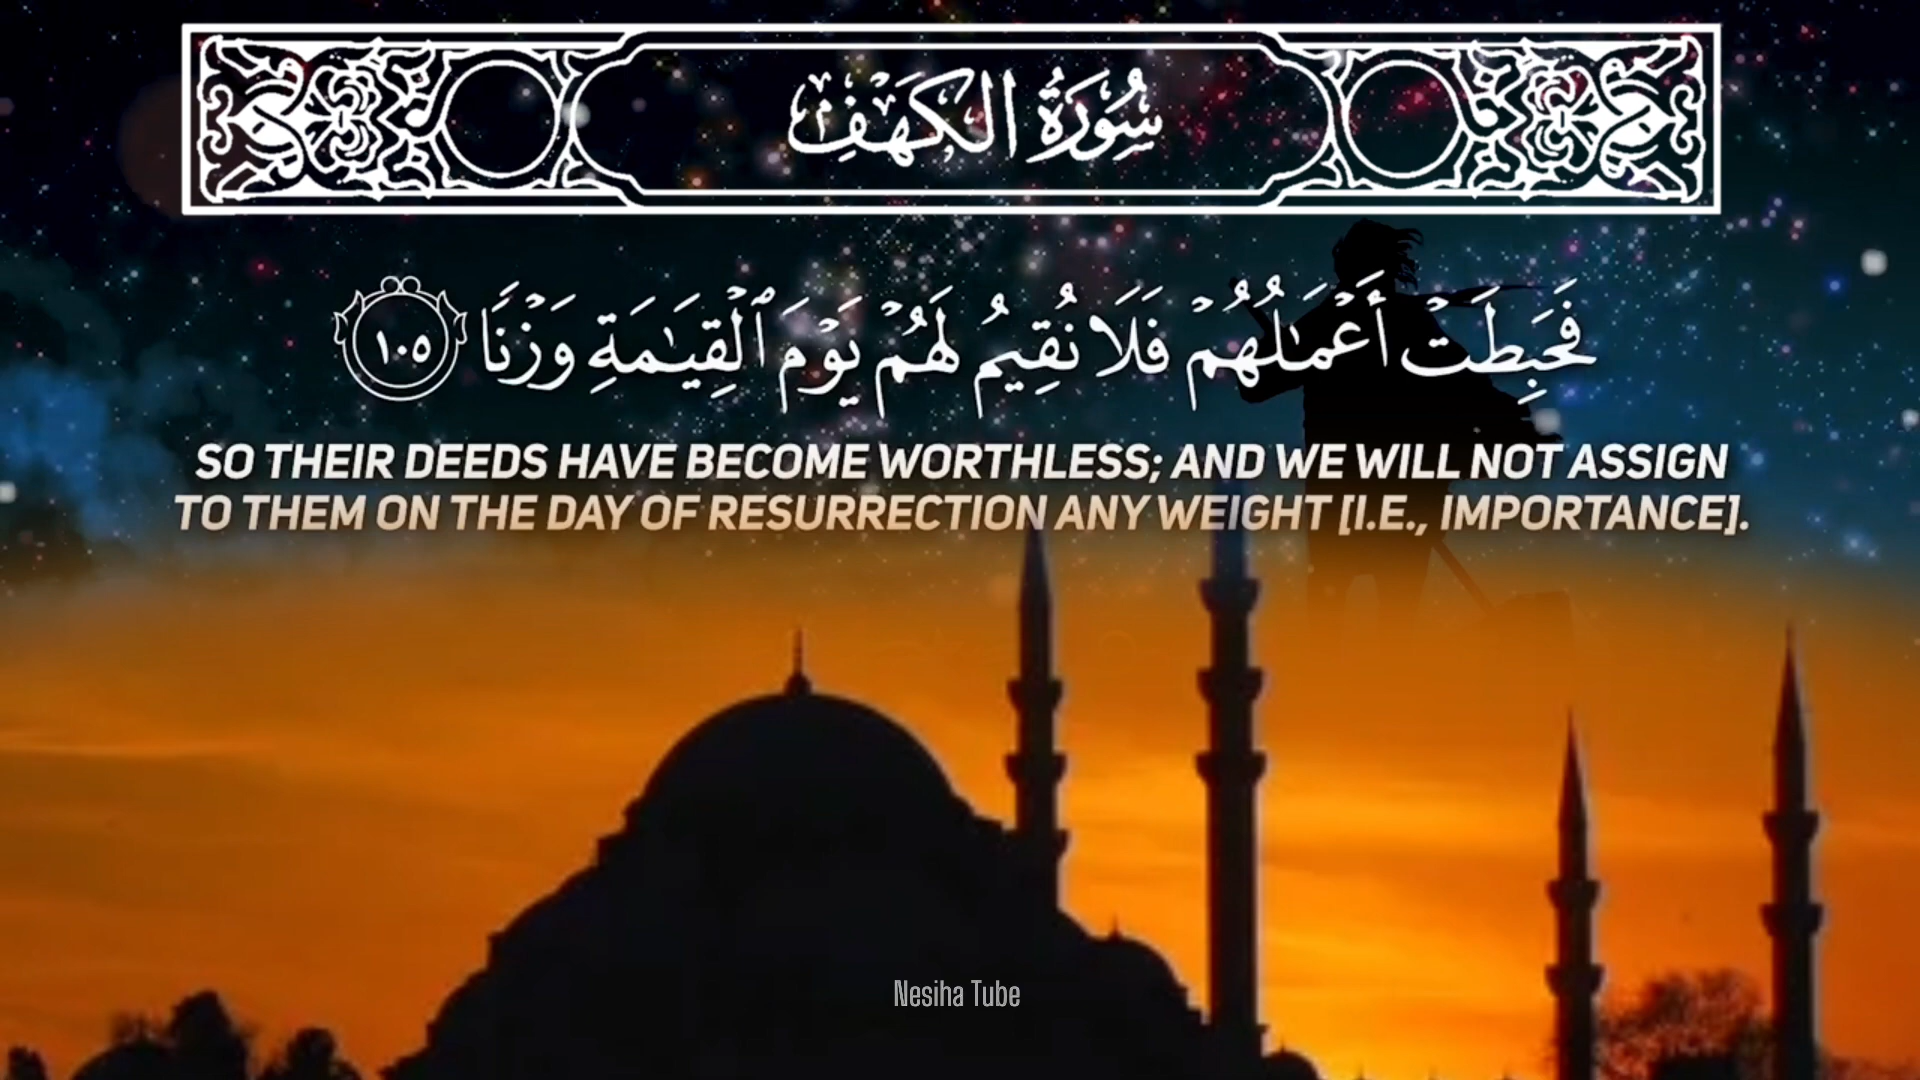 سُورَةُ الكَهْفِ
فَحَبِطَتْ أَعْمَٰلُهُمْ فَلَا نُقِيمُ لَهُمْ يَوْمَ ٱلْقِيَٰمَةِ وَزْنًا ١٠٥
SO THEIR DEEDS HAVE BECOME WORTHLESS; AND WE WILL NOT ASSIGN
TO THEM ON THE DAY OF RESURRECTION ANY WEIGHT [I.E., IMPORTANCE].
Nesiha Tube